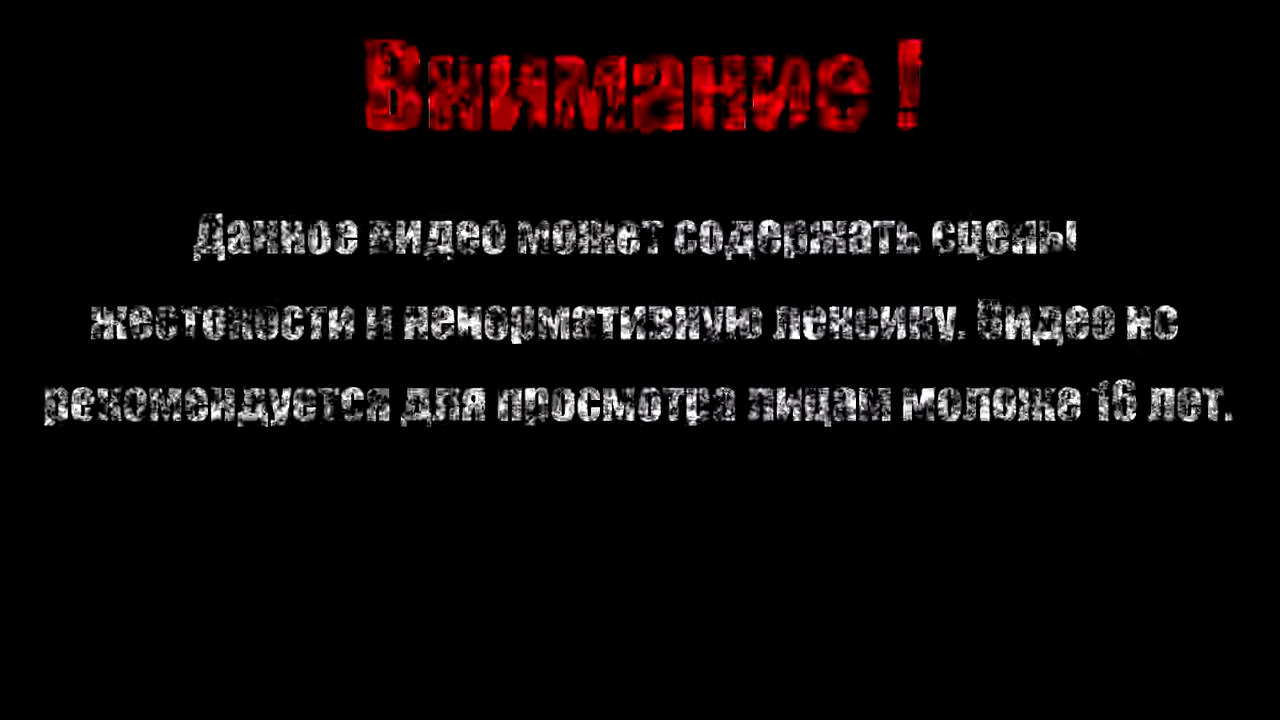 Внимание !
Данное видео может содержать сцены
жестокости и ненормативную лексику. Видео не
рекомендуется для просмотра лицам моложе 16 лет.